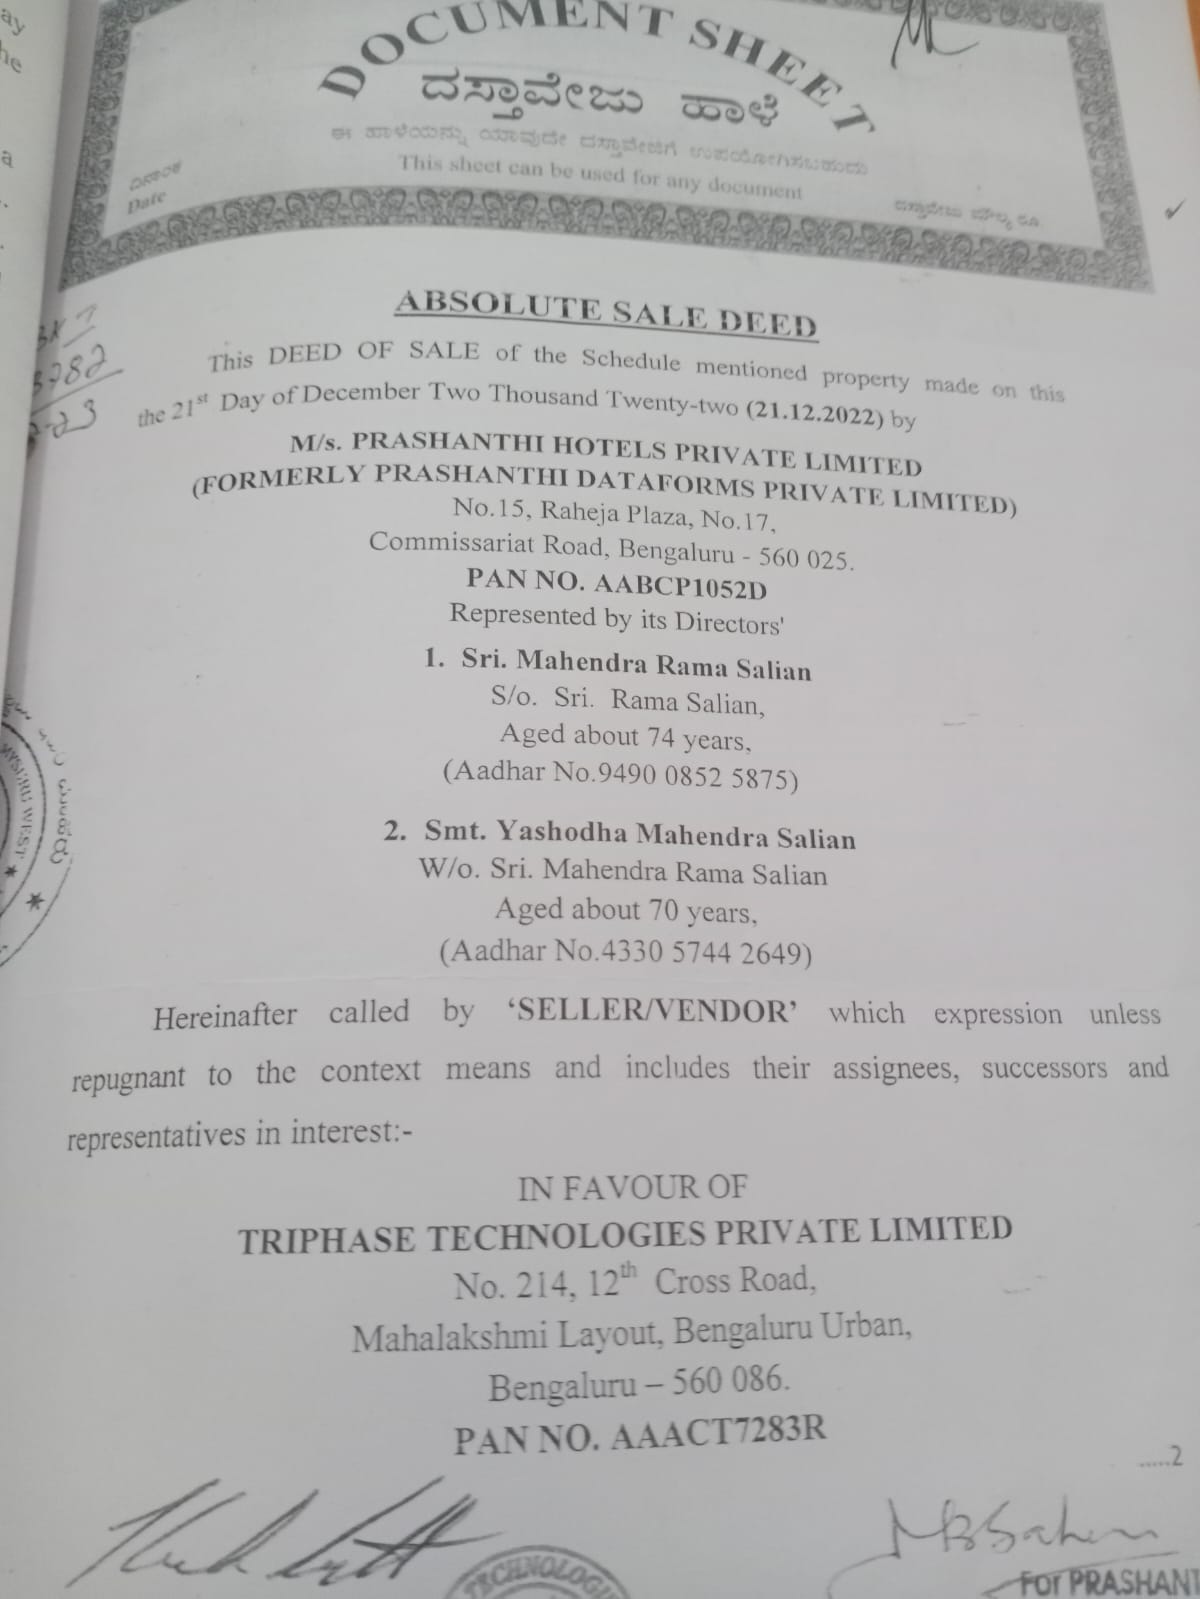 DOCUMENT SHEET
ದಸ್ತಾವೇಜು ಹಾಳೆ
ಈ ಹಾಳೆಯನ್ನು ಯಾವುದೇ ದಸ್ತಾವೇಜಿಗೆ ಉಪಯೋಗಿಸಬಹುದು
This sheet can be used for any document
ದಿನಾಂಕ
Date
ABSOLUTE SALE DEED
This DEED OF SALE of the Schedule mentioned property made on this
the 21st Day of December Two Thousand Twenty-two (21.12.2022) by
M/s. PRASHANTHI HOTELS PRIVATE LIMITED
(FORMERLY PRASHANTHI DATAFORMS PRIVATE LIMITED)
No.15, Raheja Plaza, No.17,
Commissariat Road, Bengaluru - 560 025.
PAN NO. AABCP1052D
Represented by its Directors'
1. Sri. Mahendra Rama Salian
S/o. Sri. Rama Salian,
Aged about 74 years,
(Aadhar No.9490 0852 5875)
2. Smt. Yashodha Mahendra Salian
W/o. Sri. Mahendra Rama Salian
Aged about 70 years,
(Aadhar No.4330 5744 2649)
Hereinafter called by ‘SELLER/VENDOR’ which expression unless
repugnant to the context means and includes their assignees, successors and
representatives in interest:-
IN FAVOUR OF
TRIPHASE TECHNOLOGIES PRIVATE LIMITED
No. 214, 12th Cross Road,
Mahalakshmi Layout, Bengaluru Urban,
Bengaluru – 560 086.
PAN NO. AAACT7283R
.....2
MYSURU WEST
TECHNOLOGI
For PRASHANT